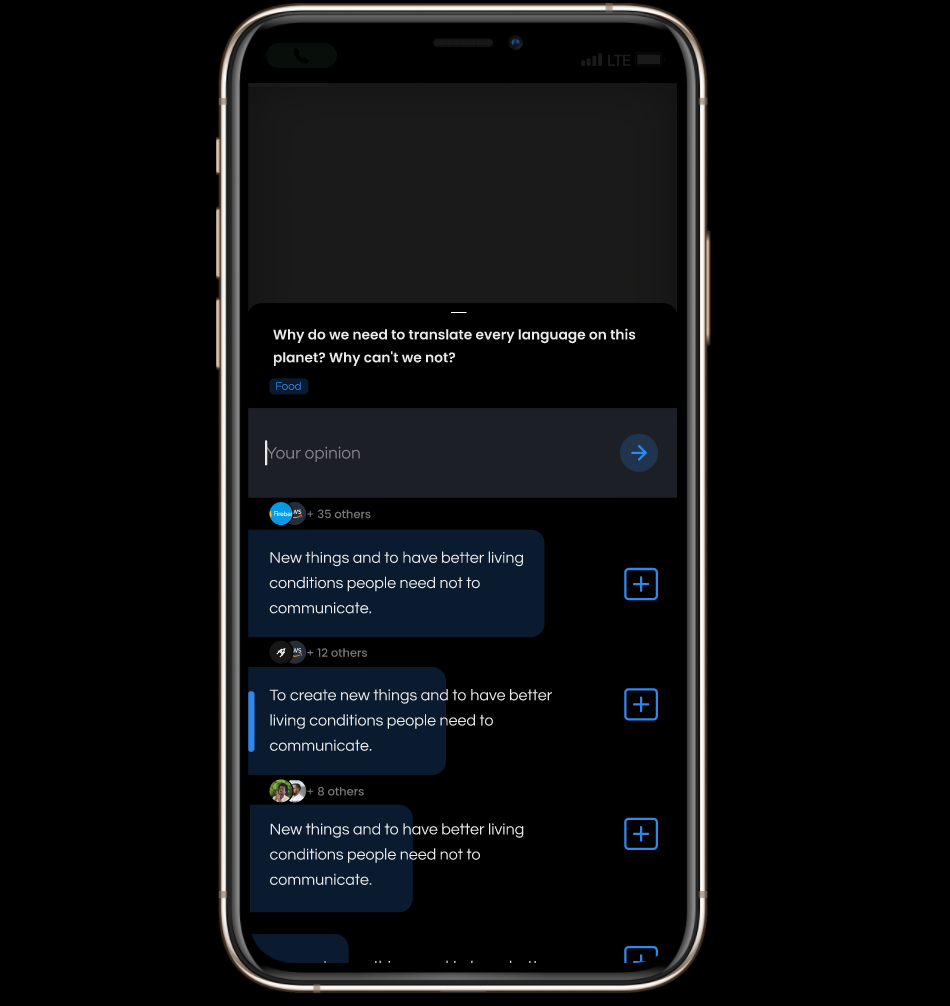 LTE
Why do we need to translate every language on this
planet? Why can't we not?
Food
Your opinion
+ 35 others
New things and to have better living
conditions people need not to
communicate.
+ 12 others
To create new things and to have better
living conditions people need to
communicate.
+ 8 others
New things and to have better living
conditions people need not to
communicate.